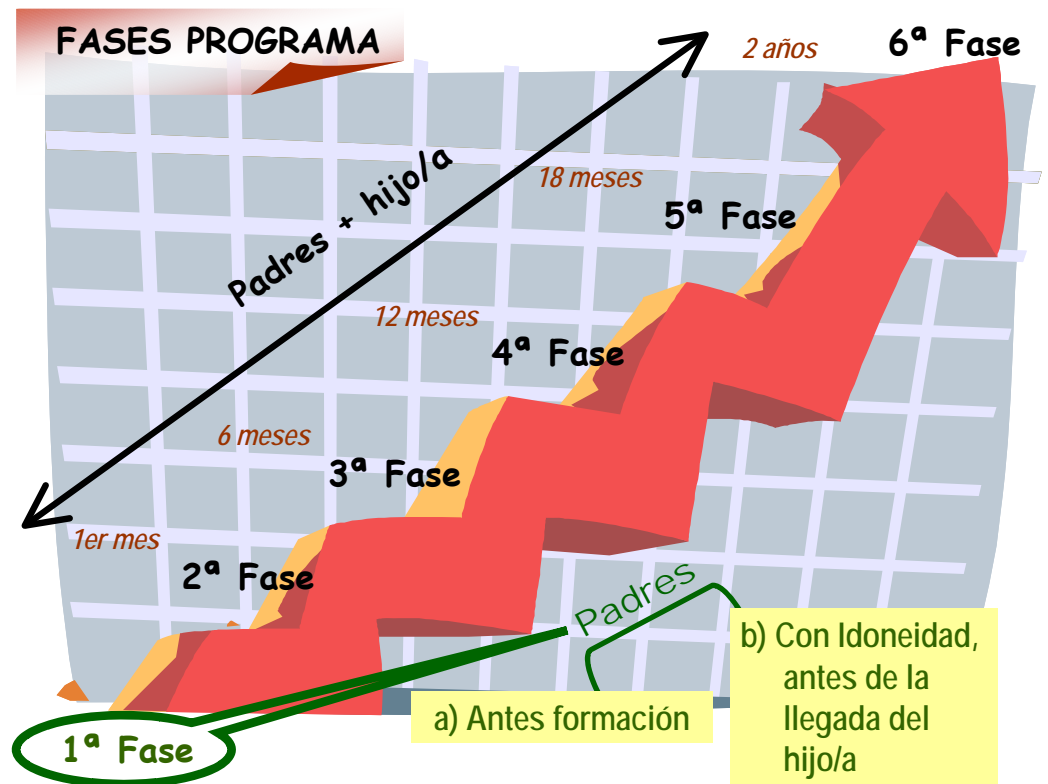 FASES PROGRAMA
2 años
6ª Fase
Padres + hijo/a
18 meses
5ª Fase
12 meses
4ª Fase
6 meses
3ª Fase
1er mes
2ª Fase
Padres
b) Con Idoneidad,
antes de la
llegada del
hijo/a
a) Antes formación
1ª Fase